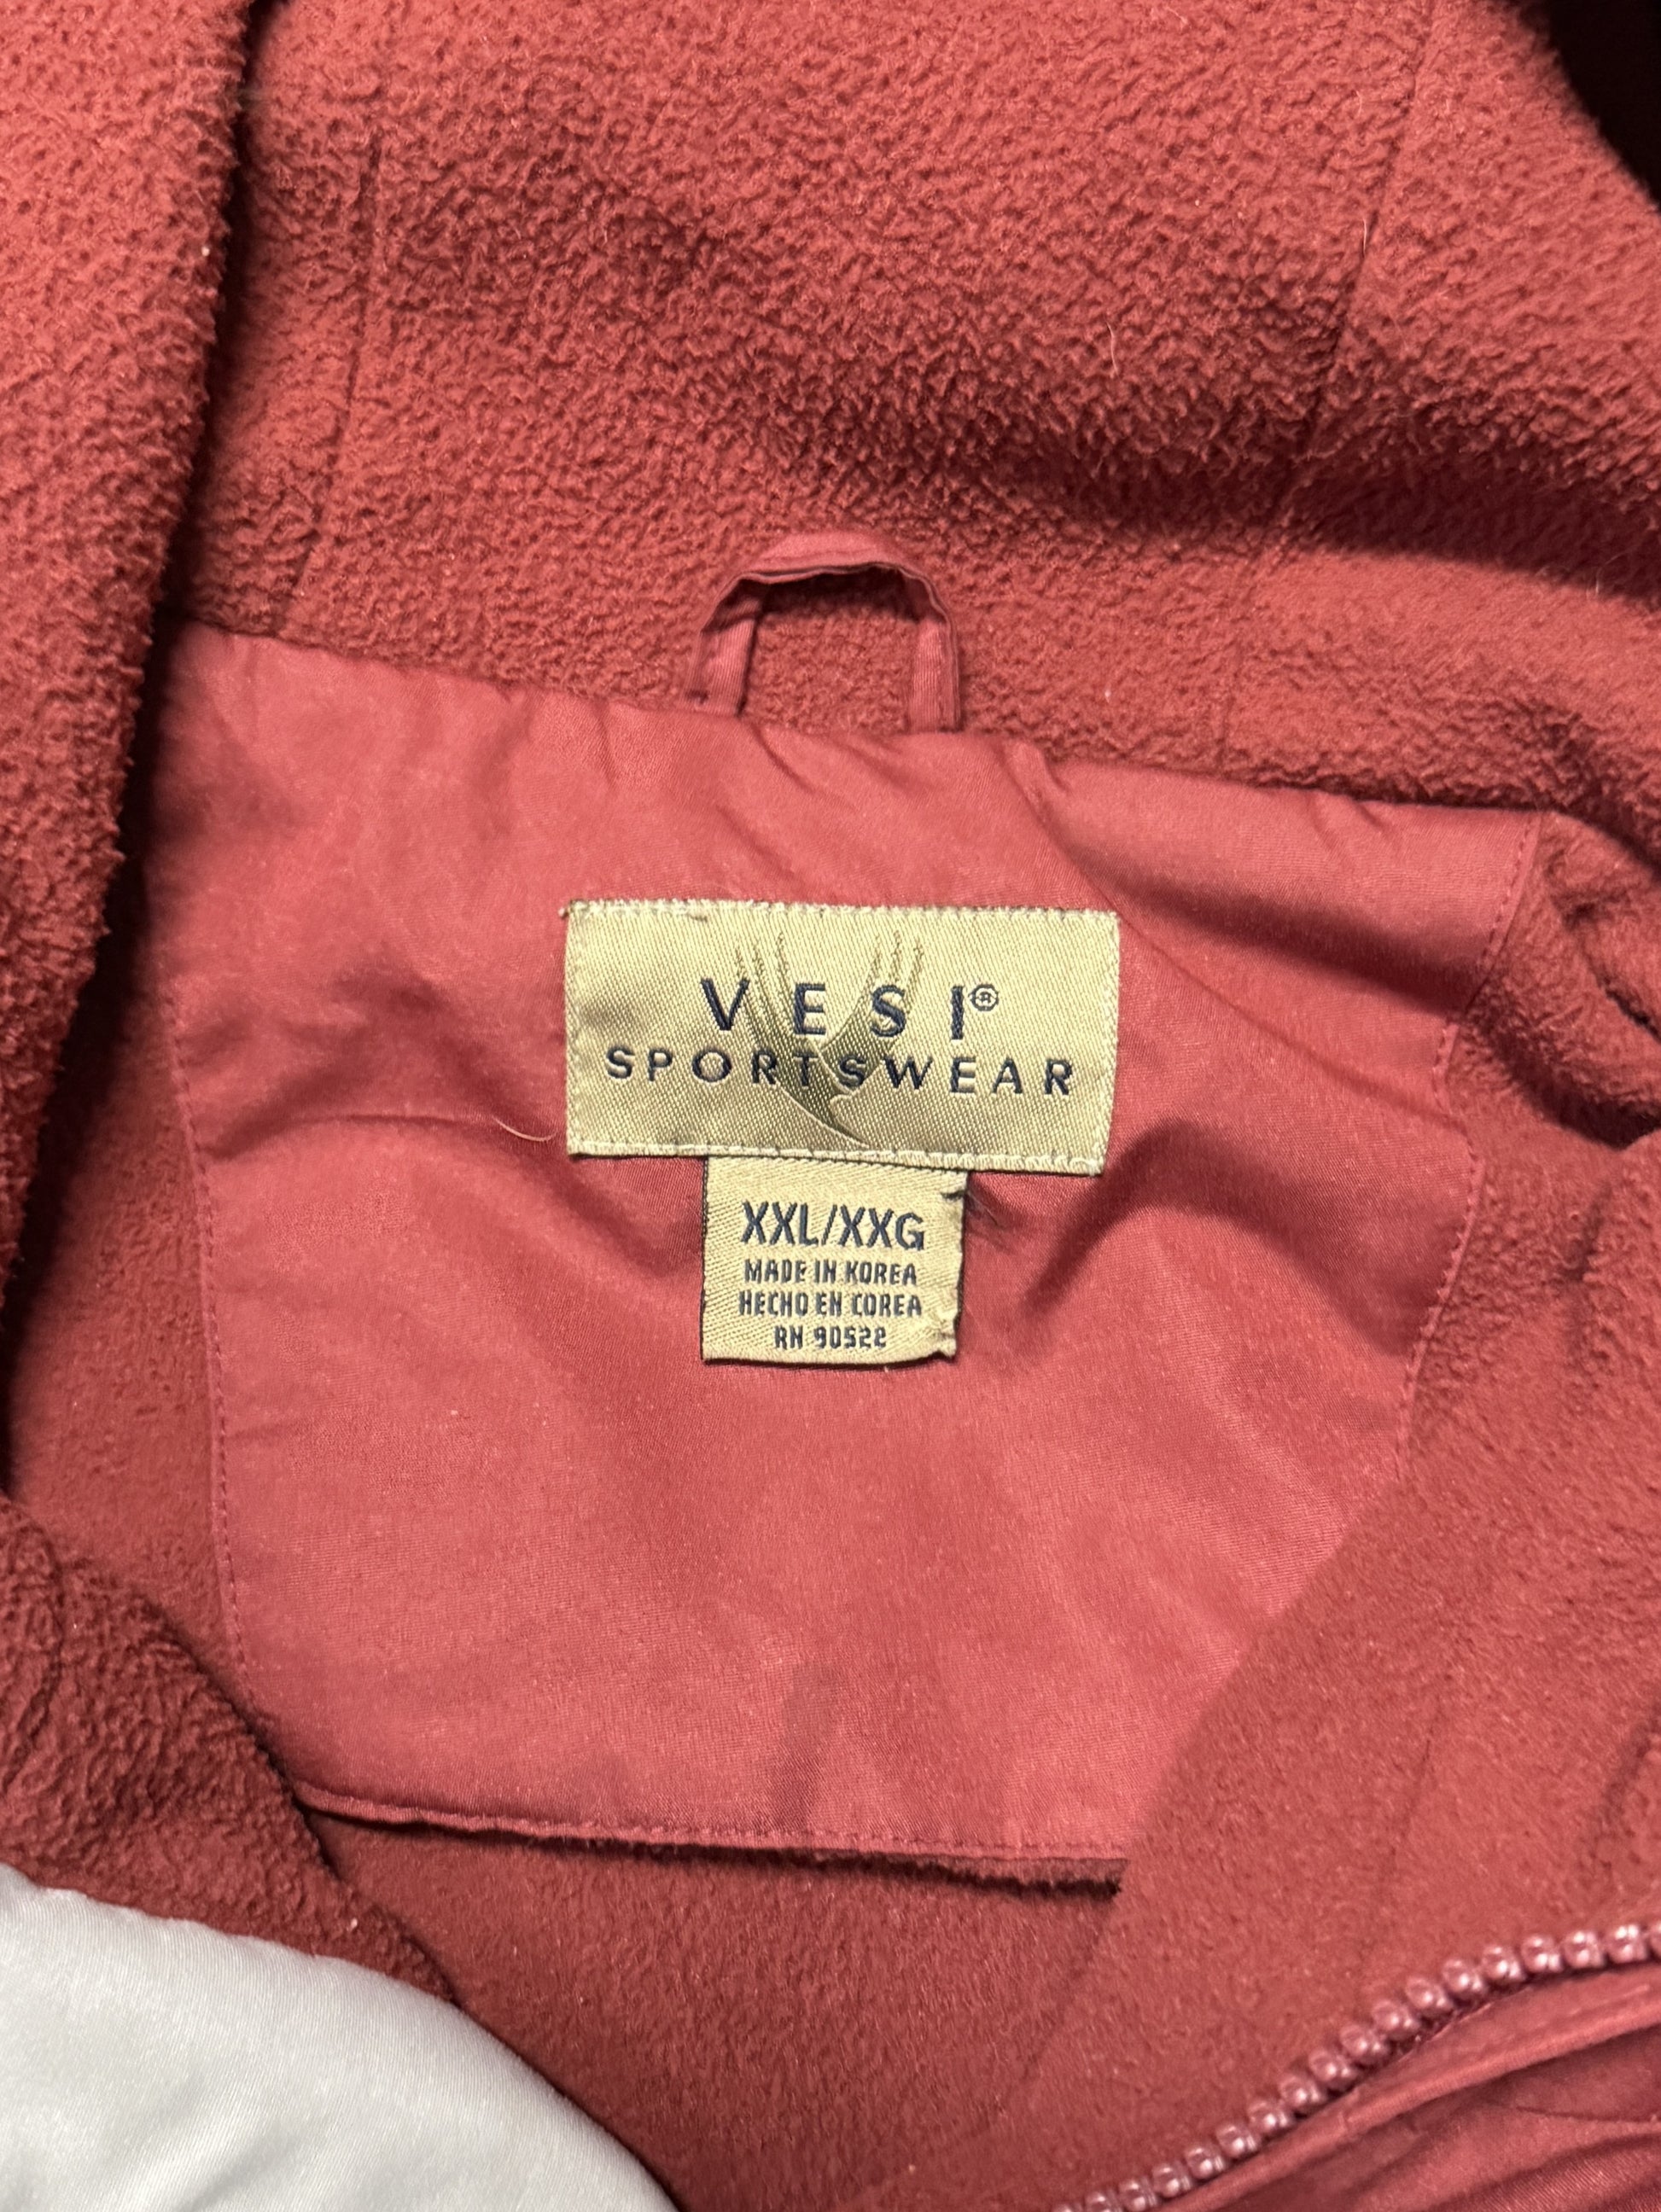 VESI®
SPORTSWEAR
XXL/XXG
MADE IN KOREA
HECHO EN COREA
RN 90522